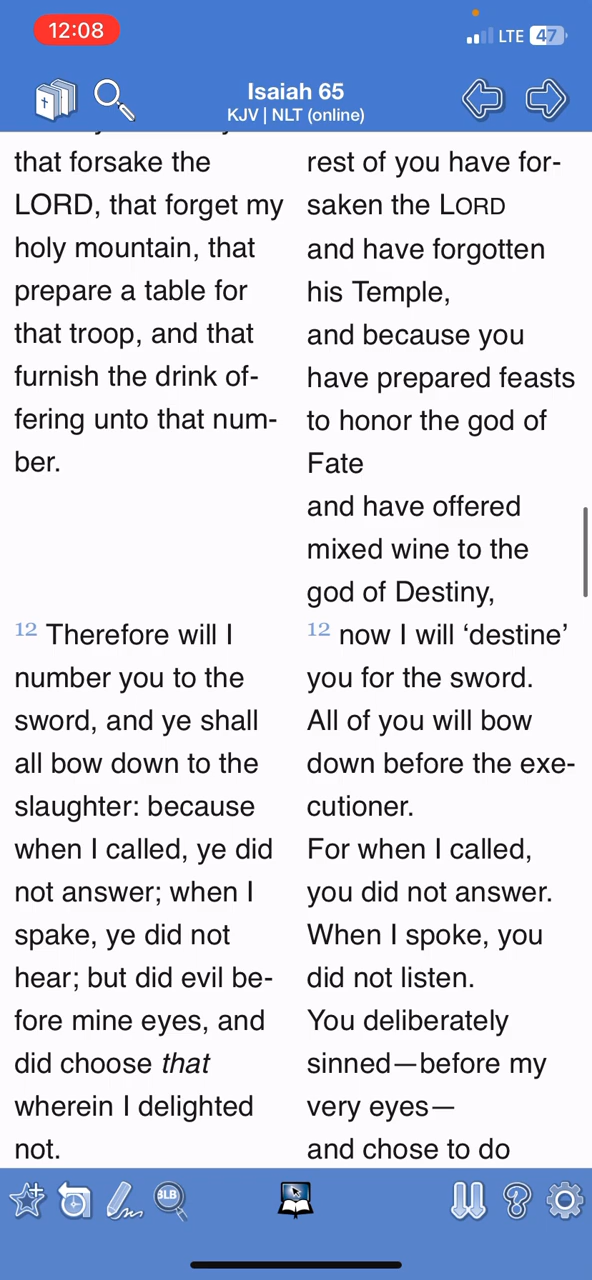 12:08
LTE 47
Isaiah 65
KJV | NLT (online)
that forsake the
LORD, that forget my
holy mountain, that
prepare a table for
that troop, and that
furnish the drink of-
fering unto that num-
ber.
12 Therefore will I
number you to the
sword, and ye shall
all bow down to the
slaughter: because
when I called, ye did
not answer; when I
spake, ye did not
hear; but did evil be-
fore mine eyes, and
did choose that
wherein I delighted
not.
rest of you have for-
saken the LORD
and have forgotten
his Temple,
and because you
have prepared feasts
to honor the god of
Fate
and have offered
mixed wine to the
god of Destiny,
12 now I will ‘destine’
you for the sword.
All of you will bow
down before the exe-
cutioner.
For when I called,
you did not answer.
When I spoke, you
did not listen.
You deliberately
sinned—before my
very eyes—
and chose to do
BLB